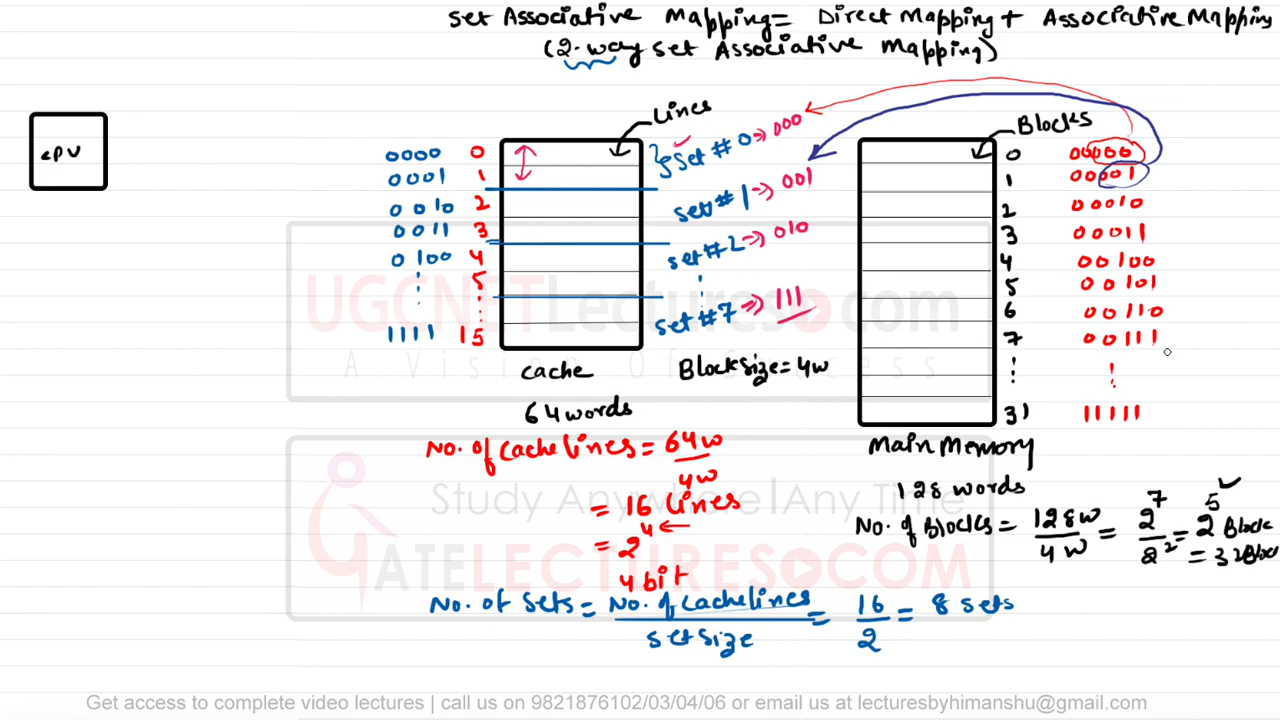 set Associative Mapping = Direct Mapping + Associative Mapping
(2-way set Associative Mapping)
CPU
Lines
Blocks
0000 0
0001 1
0010 2
0011 3
0100 4
5
1111 15
Set # 0 => 000
set # 1 => 001
set # 2 => 010
set # 7 => 111
0 00000
1 00001
2 00010
3 00011
4 00100
5 00101
6 00110
7 00111
31 11111
cache
Block Size = 4w
64 words
Main Memory
128 words
No. of cache lines = 64w / 4w
= 16 lines
= 2^4 ←
4 bit
No. of Blocks = 128w / 4w = 2^7 / 2^2 = 2^5 Block
= 32 Bloc
No. of Sets = No. of cache lines / set size = 16 / 2 = 8 sets
UGCNETLectures.com
A Vision Of Success
Study Anywhere|Any Time
GATELECTURES.COM
Get access to complete video lectures | call us on 9821876102/03/04/06 or email us at lecturesbyhimanshu@gmail.com